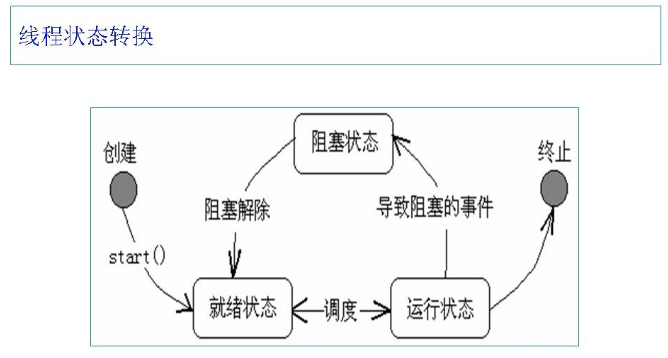 线程状态转换
阻塞状态
创建
终止
阻塞解除
导致阻塞的事件
start()
就绪状态
调度
运行状态